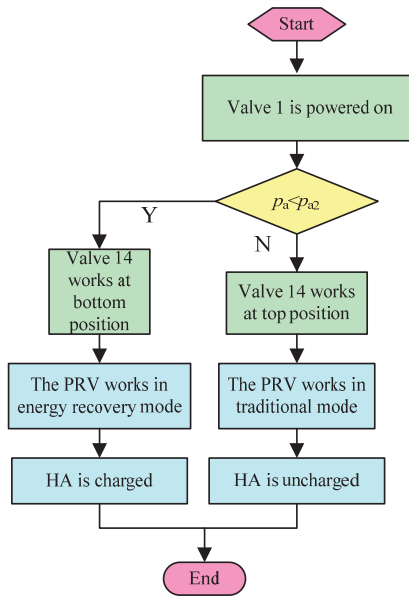 Start
Valve 1 is powered on
pa<pa2
Y
N
Valve 14
works at
bottom
position
Valve 14 works
at top position
The PRV works in
energy recovery mode
The PRV works in
traditional mode
HA is charged
HA is uncharged
End